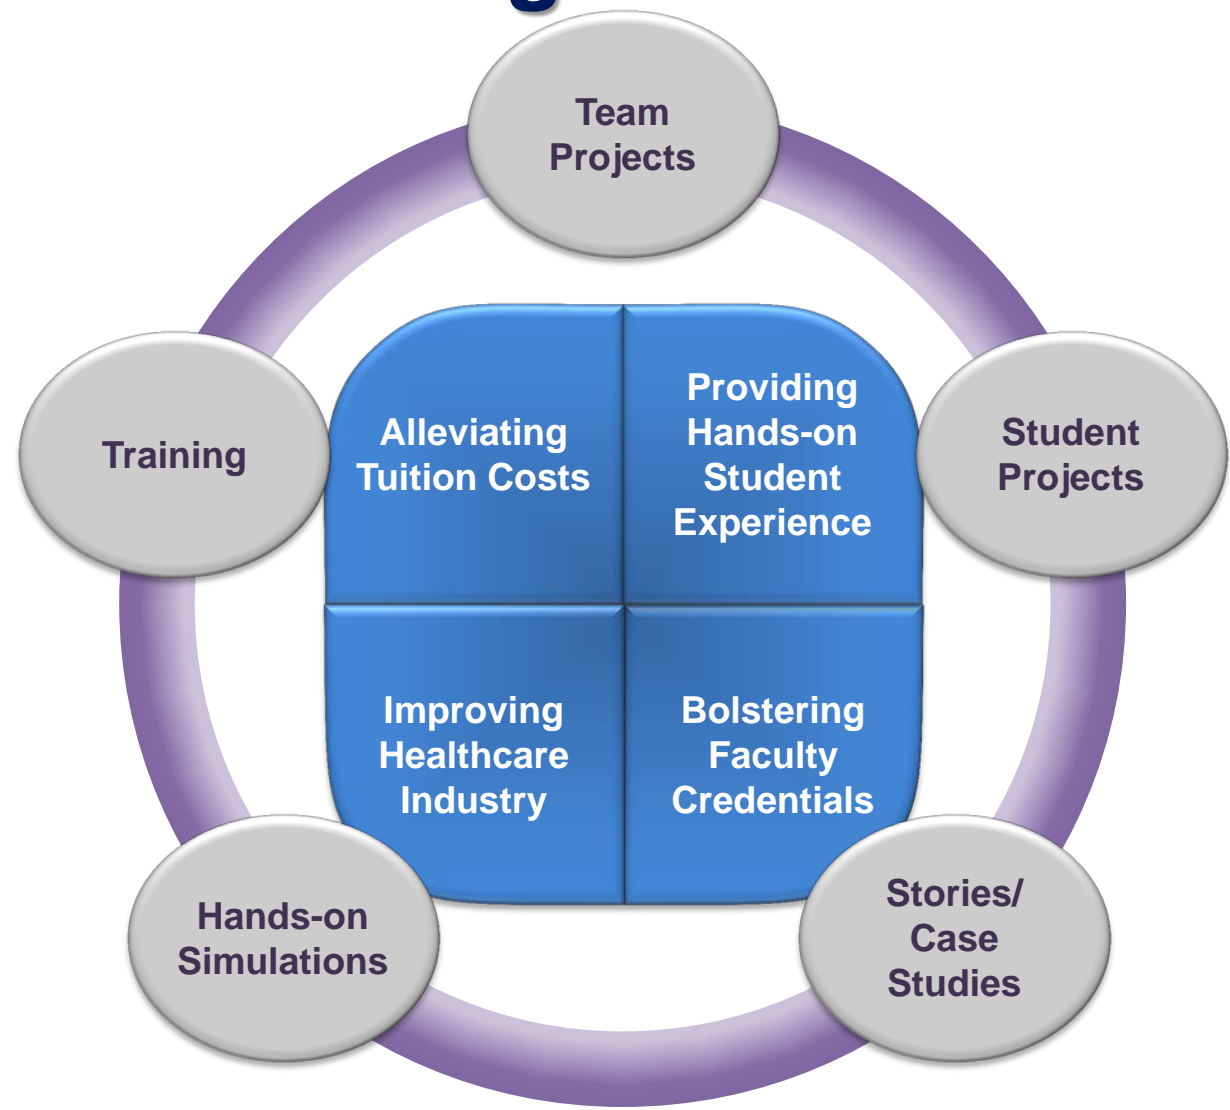 Team
Projects
Training
Alleviating
Tuition Costs
Providing
Hands-on
Student
Experience
Student
Projects
Improving
Healthcare
Industry
Bolstering
Faculty
Credentials
Hands-on
Simulations
Stories/
Case
Studies